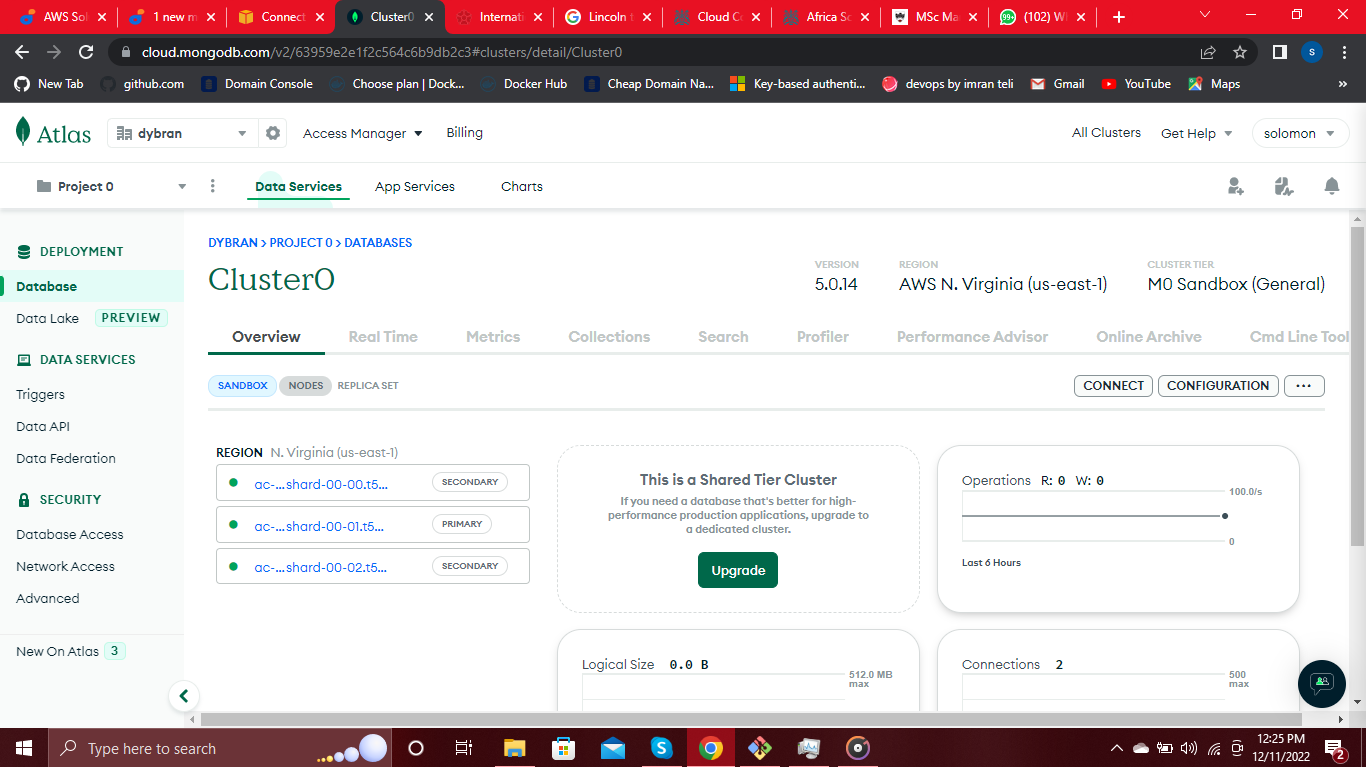 AWS Sol
1 new m
Connect
Cluster0
Internati
Lincoln t
Cloud C
Africa Sc
MSc Ma
(102) W
cloud.mongodb.com/v2/63959e2e1f2c564c6b9db2c3#clusters/detail/Cluster0
S
New Tab
github.com
Domain Console
Choose plan | Dock...
Docker Hub
Cheap Domain Na...
Key-based authenti...
devops by imran teli
Gmail
YouTube
Maps
»
Atlas
dybran
Access Manager
Billing
All Clusters
Get Help
solomon
Project 0
Data Services
App Services
Charts
DEPLOYMENT
Database
Data Lake PREVIEW
DATA SERVICES
Triggers
Data API
Data Federation
SECURITY
Database Access
Network Access
Advanced
New On Atlas 3
DYBRAN > PROJECT 0 > DATABASES
Cluster0
VERSION
5.0.14
REGION
AWS N. Virginia (us-east-1)
CLUSTER TIER
M0 Sandbox (General)
Overview
Real Time
Metrics
Collections
Search
Profiler
Performance Advisor
Online Archive
Cmd Line Tool
SANDBOX NODES REPLICA SET
CONNECT
CONFIGURATION
...
REGION N. Virginia (us-east-1)
ac-...shard-00-00.t5... SECONDARY
ac-...shard-00-01.t5... PRIMARY
ac-...shard-00-02.t5... SECONDARY
This is a Shared Tier Cluster
If you need a database that's better for high-
performance production applications, upgrade to
a dedicated cluster.
Upgrade
Operations R: 0 W: 0
100.0/s
0
Last 6 Hours
Logical Size 0.0 B
512.0 MB
max
Connections 2
500
max
Type here to search
12:25 PM
12/11/2022
2